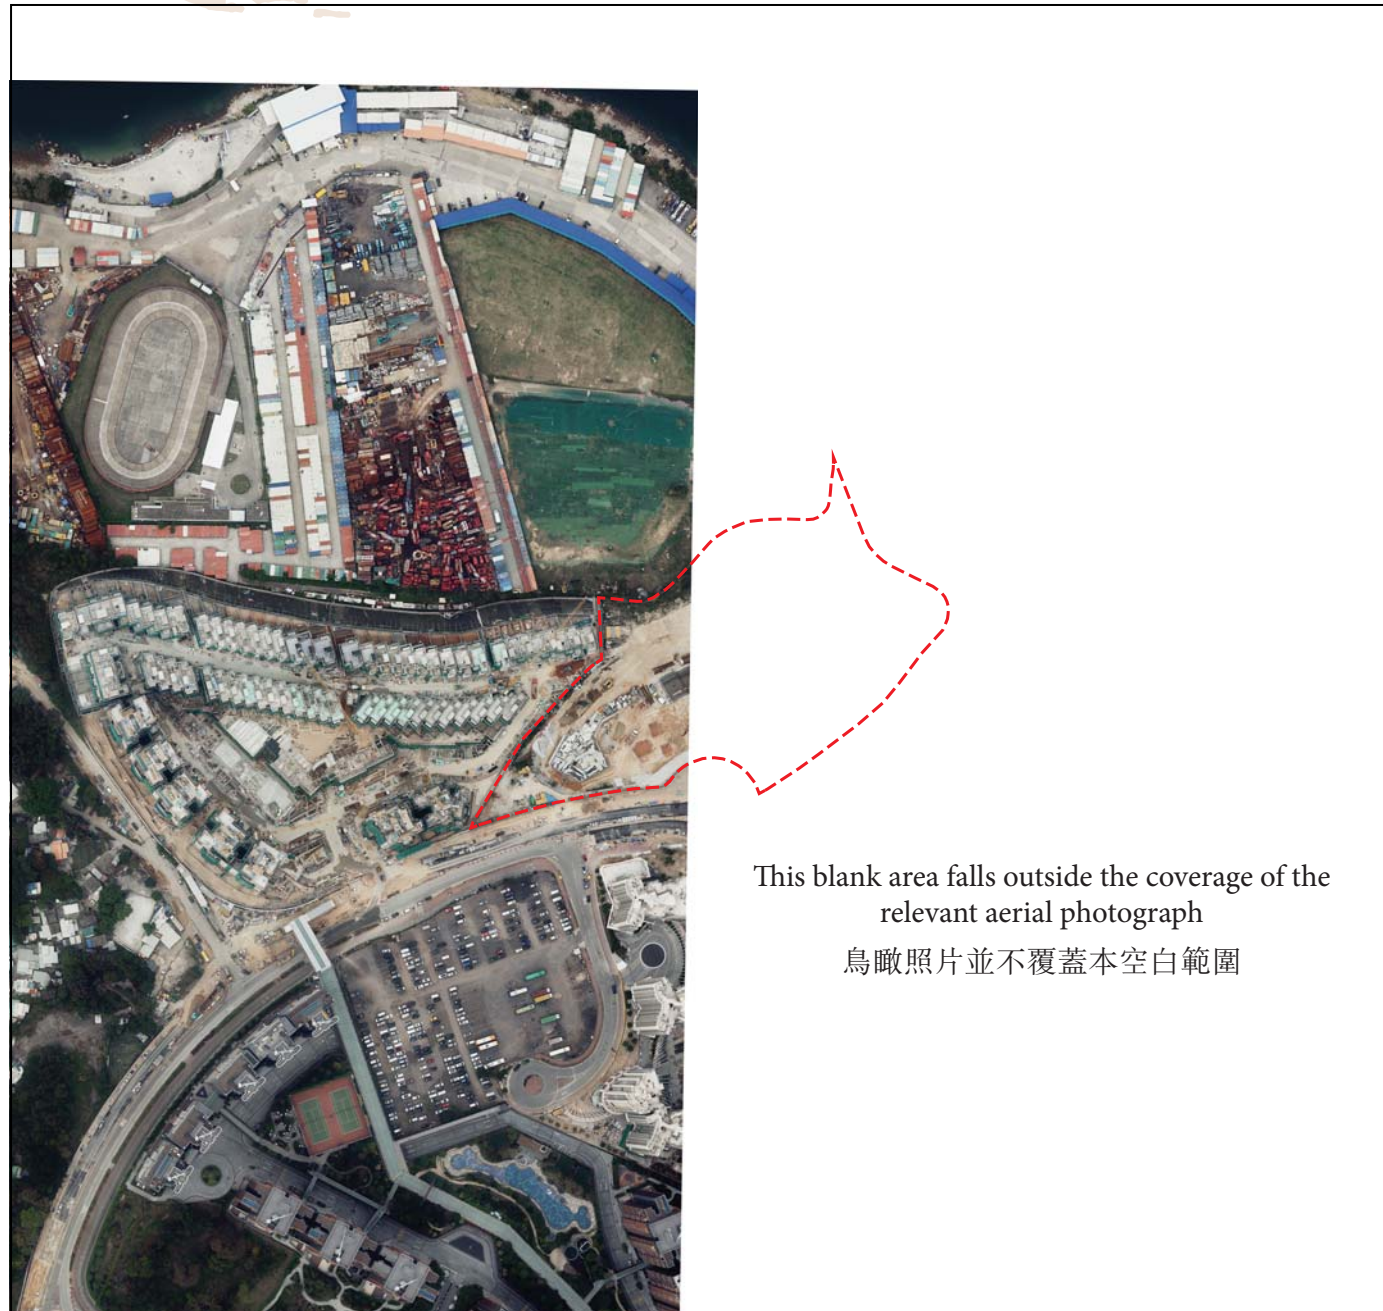 This blank area falls outside the coverage of the
relevant aerial photograph
鳥瞰照片並不覆蓋本空白範圍